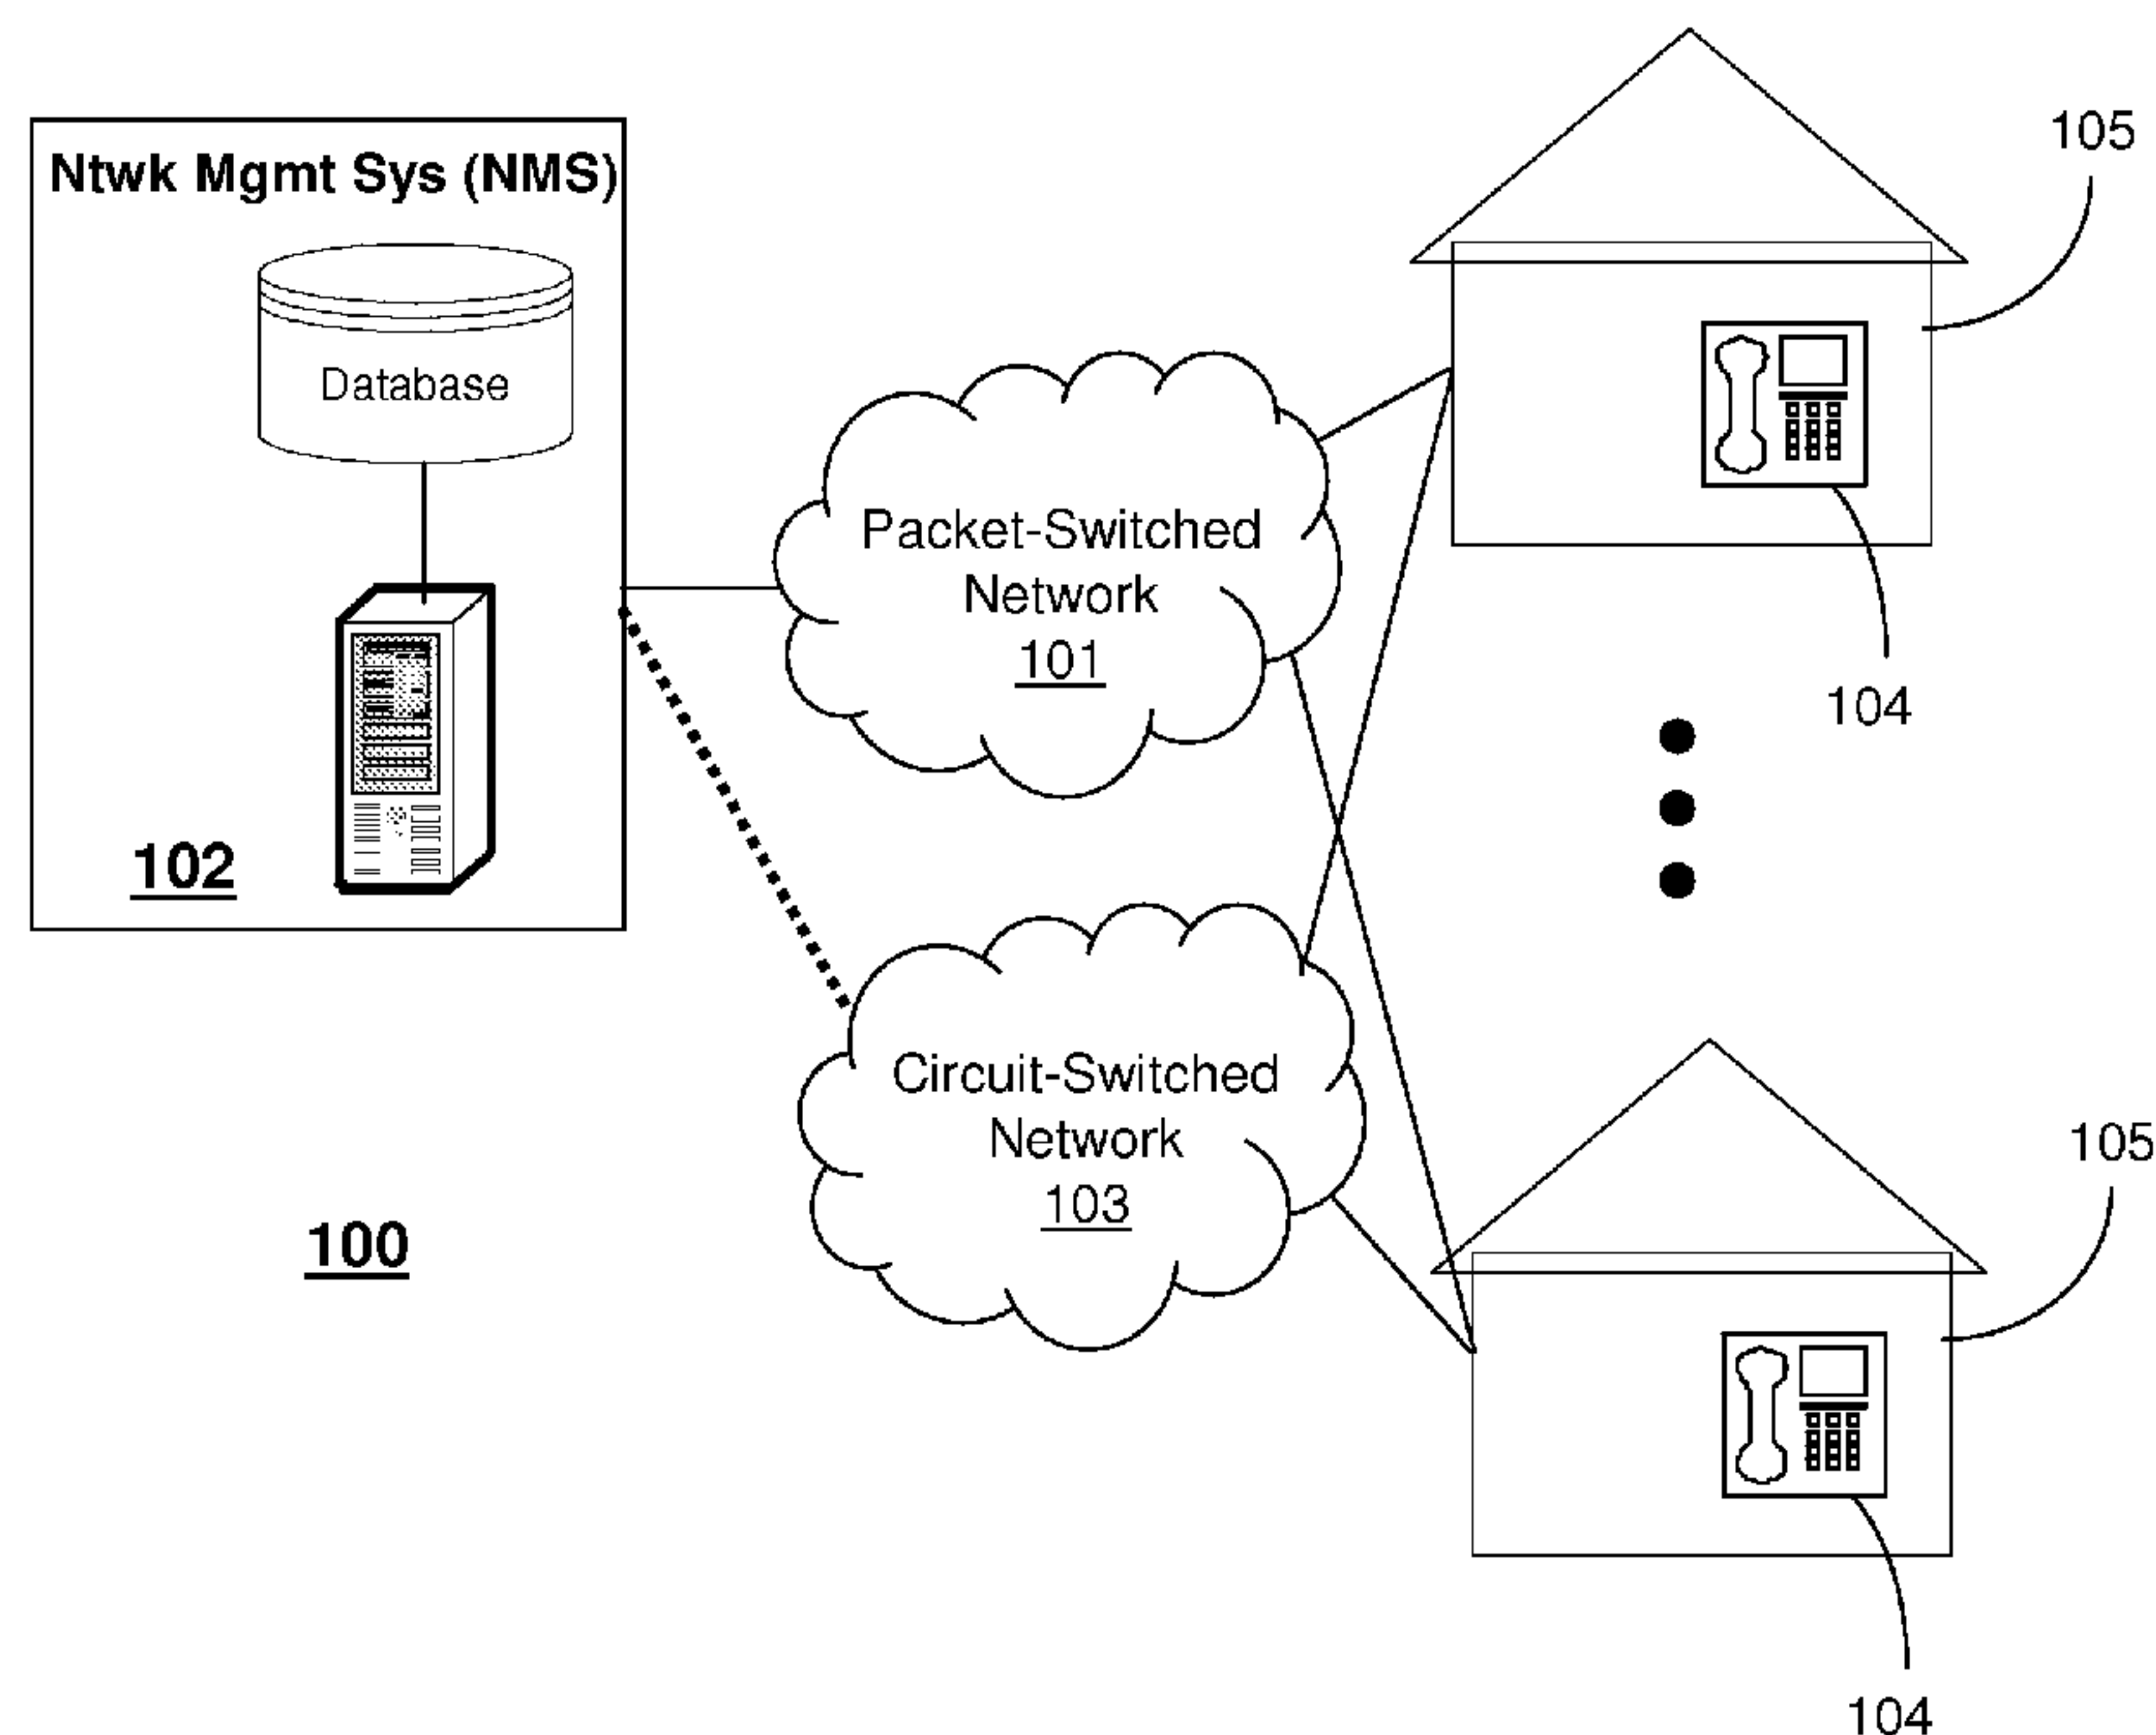 Ntwk Mgmt Sys (NMS)
Database
102
100
Packet-Switched
Network
101
Circuit-Switched
Network
103
105
104
105
104